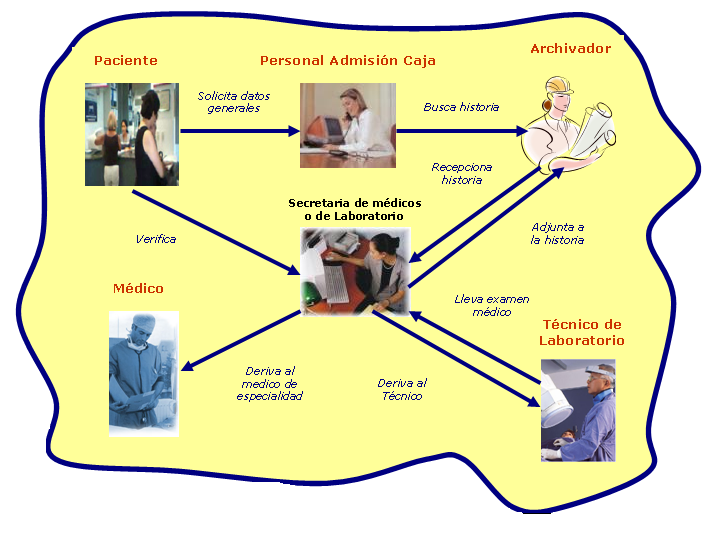 Paciente
Personal Admisión Caja
Archivador
Solicita datos
generales
Busca historia
Recepciona
historia
Secretaria de médicos
o de Laboratorio
Adjunta a
la historia
Verifica
Médico
Lleva examen
médico
Técnico de
Laboratorio
Deriva al
medico de
especialidad
Deriva al
Técnico